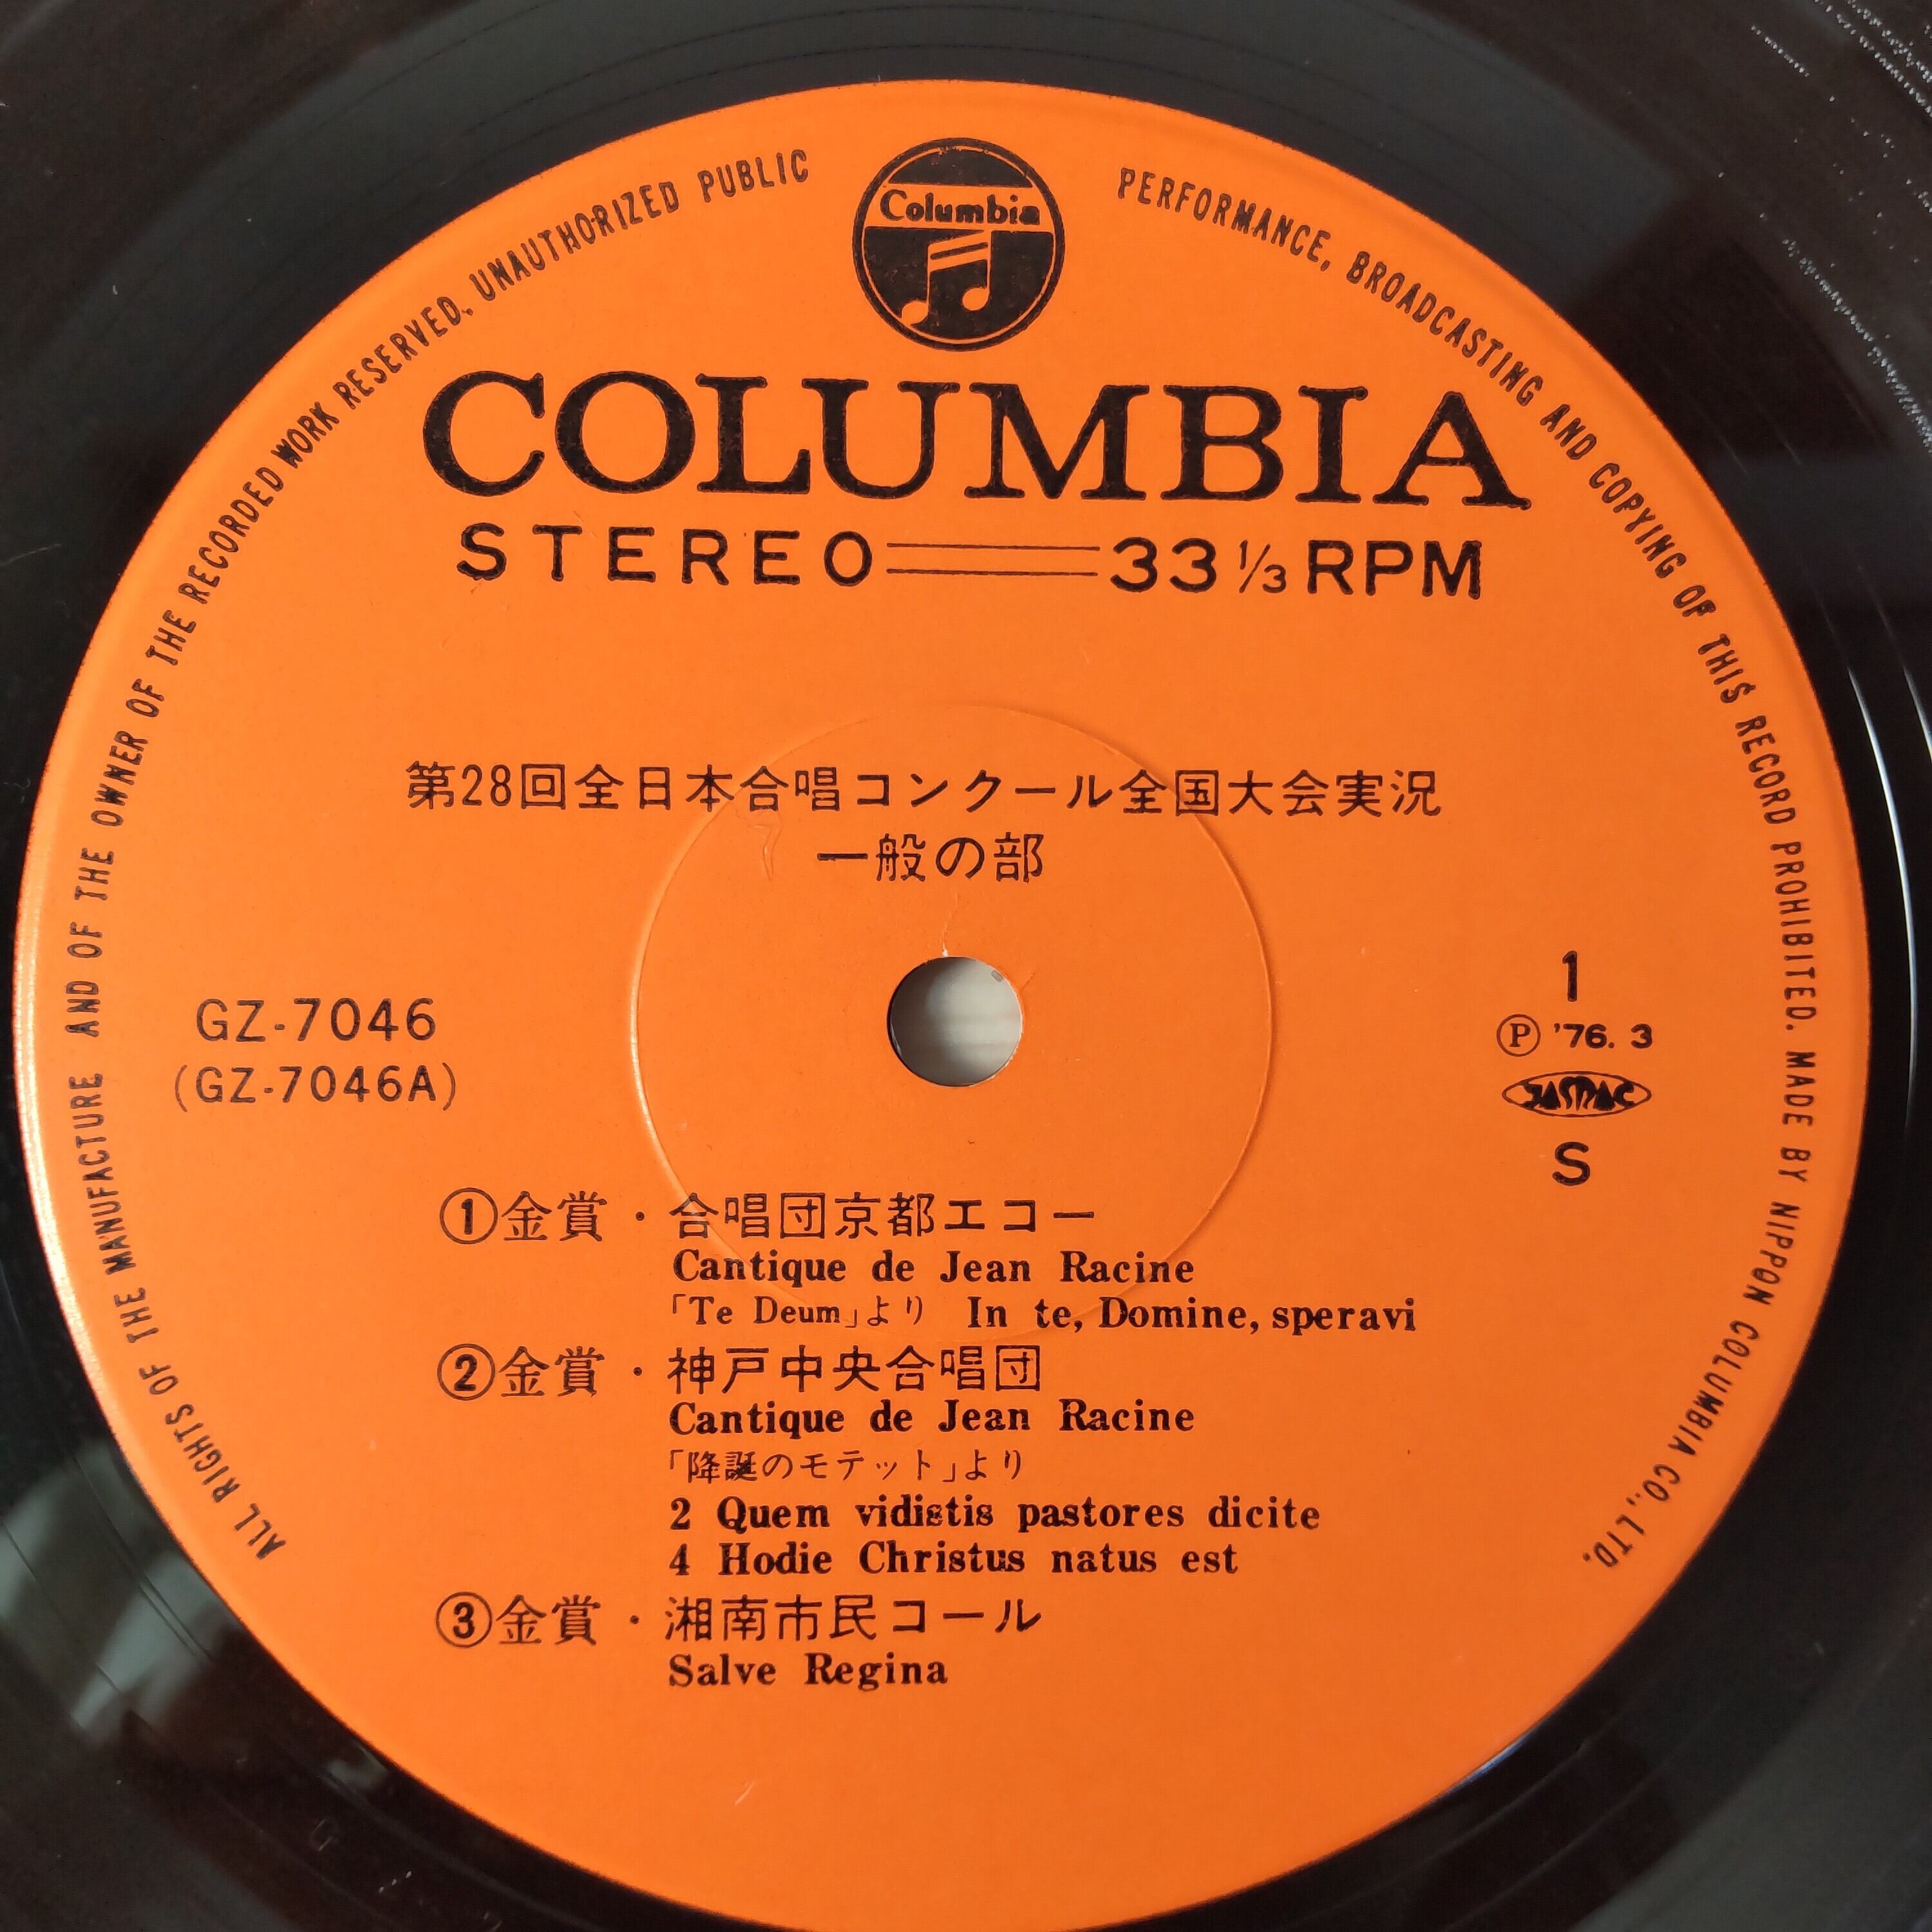 ALL RIGHTS OF THE MANUFACTURE AND OF THE OWNER OF THE RECORDED WORK RESERVED. UNAUTHORIZED PUBLIC PERFORMANCE, BROADCASTING AND COPYING OF THIS RECORD PROHIBITED. MADE BY NIPPON COLUMBIA CO., LTD.
Columbia
COLUMBIA
STEREO 33 1/3 RPM
第28回全日本合唱コンクール全国大会実況
一般の部
GZ-7046
(GZ-7046A)
1
Ⓟ '76. 3
JASRAC
S
①金賞・合唱団京都エコー
Cantique de Jean Racine
「Te Deum」より In te, Domine, speravi
②金賞・神戸中央合唱団
Cantique de Jean Racine
「降誕のモテット」より
2 Quem vidistis pastores dicite
4 Hodie Christus natus est
③金賞・湘南市民コール
Salve Regina